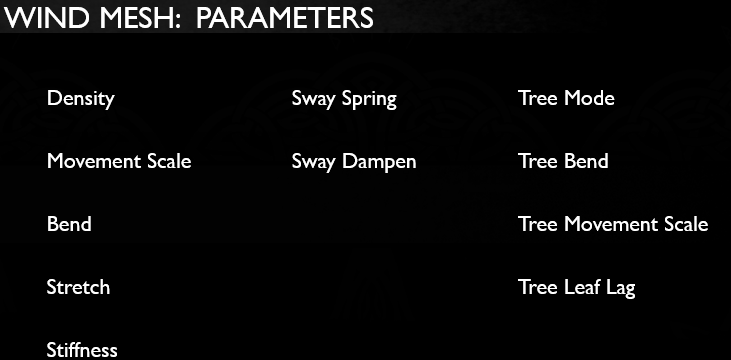 WIND MESH: PARAMETERS
Density
Movement Scale
Bend
Stretch
Stiffness
Sway Spring
Sway Dampen
Tree Mode
Tree Bend
Tree Movement Scale
Tree Leaf Lag